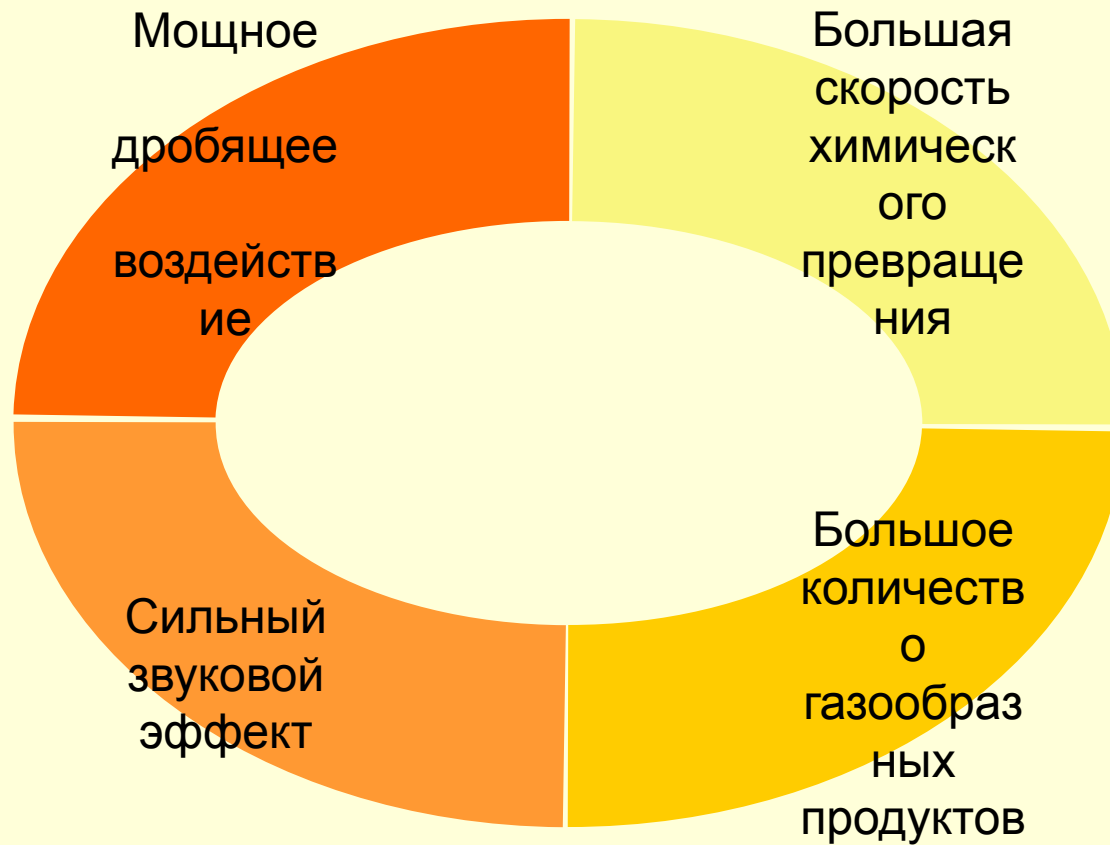 Мощное
дробящее
воздейств
ие
Большая
скорость
химическ
ого
превраще
ния
Сильный
звуковой
эффект
Большое
количеств
о
газообраз
ных
продуктов